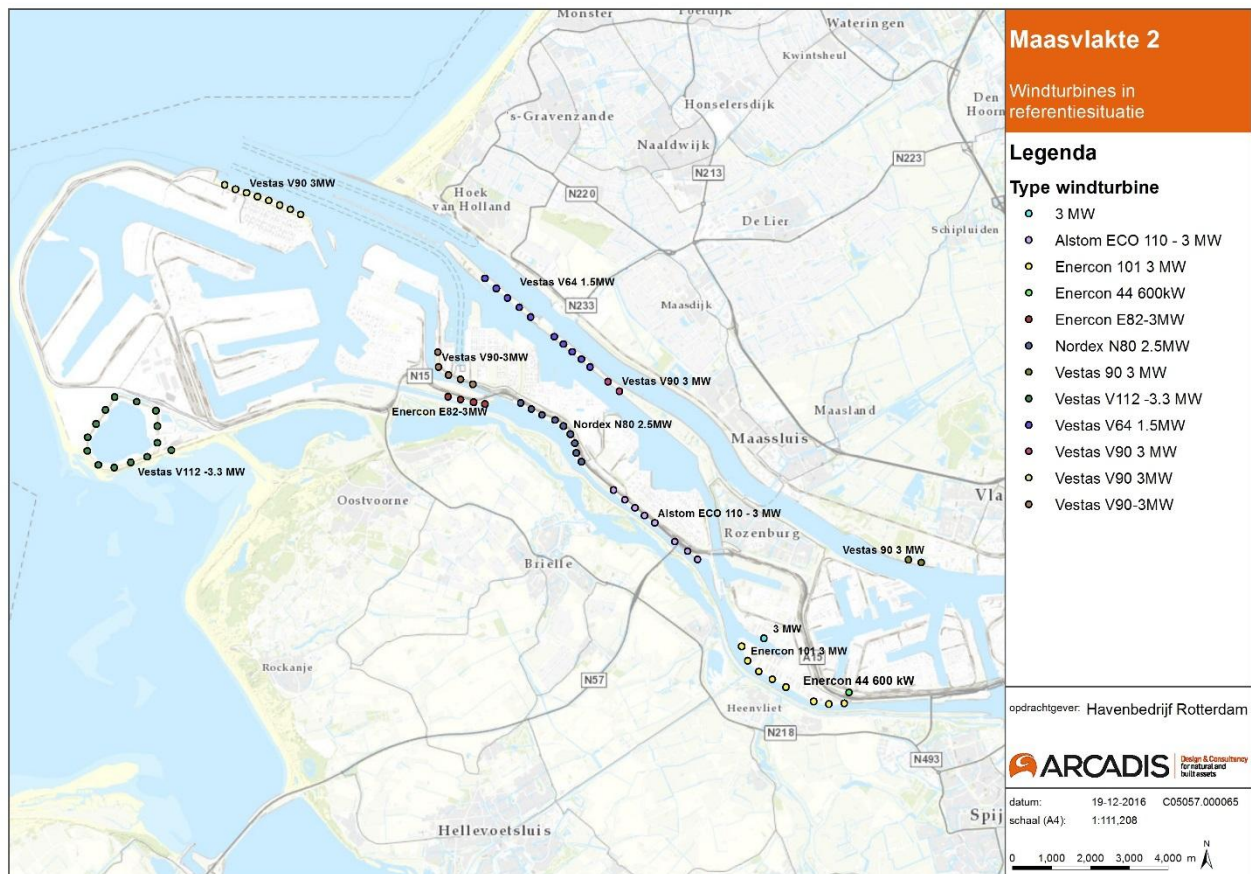 Monster
Poerdijk
Wateringen
Kwintsheul
Den
Hoorn
Honselersdijk
's-Gravenzande
Naaldwijk
N223
N213
Vestas V90 3MW
Hoek
van Holland
N220
De Lier
Schipluiden
Vestas V64 1.5MW
N233
Maasdijk
Vestas V90-3MW
N15
Vestas V90 3 MW
Enercon E82-3MW
Maasland
Nordex N80 2.5MW
Maassluis
Vestas V112 -3.3 MW
Oostvoorne
Vla
Alstom ECO 110 - 3 MW
Rozenburg
Vestas 90 3 MW
Brielle
3 MW
Enercon 101 3 MW
A15
Rockanje
N57
Enercon 44 600 kW
Heenvliet
N218
N493
Spij
Hellevoetsluis
Maasvlakte 2
Windturbines in
referentiesituatie
Legenda
Type windturbine
3 MW
Alstom ECO 110 - 3 MW
Enercon 101 3 MW
Enercon 44 600kW
Enercon E82-3MW
Nordex N80 2.5MW
Vestas 90 3 MW
Vestas V112 -3.3 MW
Vestas V64 1.5MW
Vestas V90 3 MW
Vestas V90 3MW
Vestas V90-3MW
opdrachtgever: Havenbedrijf Rotterdam
ARCADIS
Design & Consultancy
for natural and
built assets
datum: 19-12-2016 C05057.000065
schaal (A4): 1:111,208
N
0 1,000 2,000 3,000 4,000 m